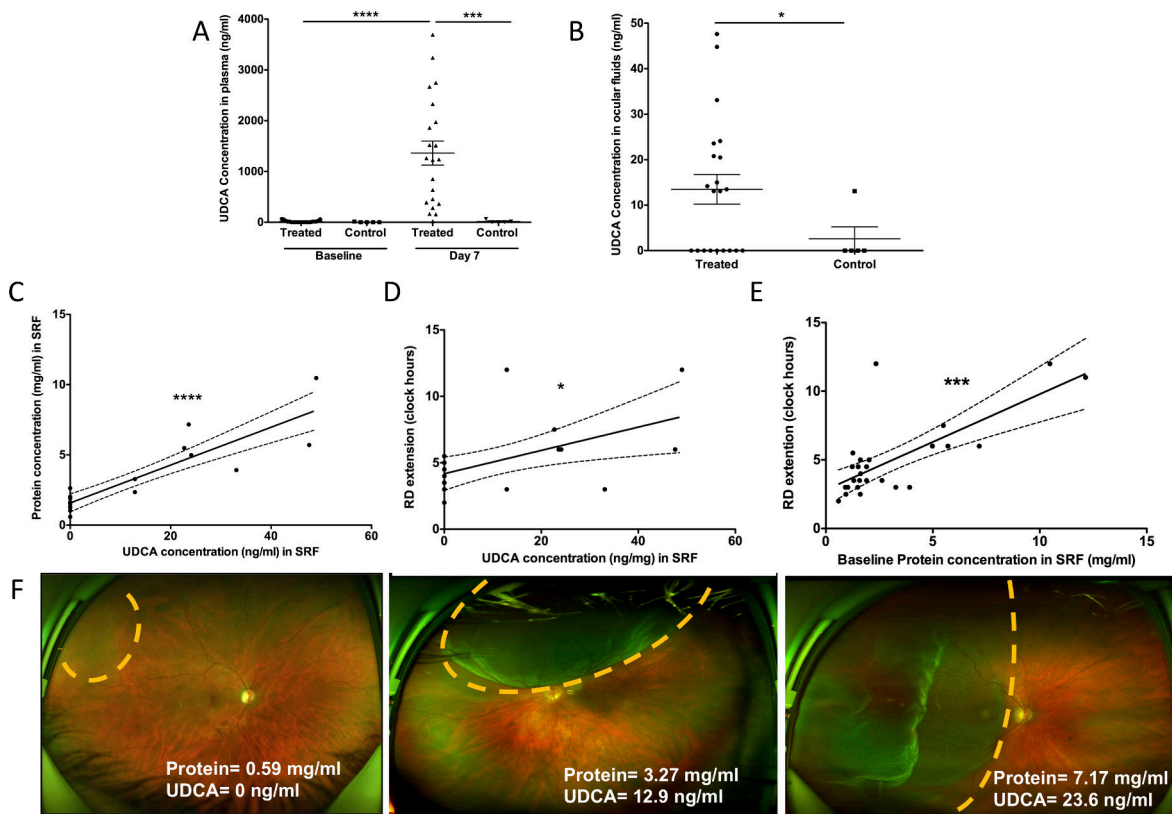 A
UDCA Concentration in plasma (ng/ml)
4000
3000
2000
1000
0
****
***
Treated Control Treated Control
Baseline Day 7
B
UDCA Concentration in ocular fluids (ng/ml)
50
40
30
20
10
0
*
Treated Control
C
Protein concentration (mg/ml) in SRF
15
10
5
0
****
0 20 40 60
UDCA concentration (ng/ml) in SRF
D
RD extension (clock hours)
15
10
5
0
*
0 20 40 60
UDCA concentration (ng/mg) in SRF
E
RD extention (clock hours)
15
10
5
0
***
0 5 10 15
Baseline Protein concentration in SRF (mg/ml)
F
Protein= 0.59 mg/ml
UDCA= 0 ng/ml
Protein= 3.27 mg/ml
UDCA= 12.9 ng/ml
Protein= 7.17 mg/ml
UDCA= 23.6 ng/ml